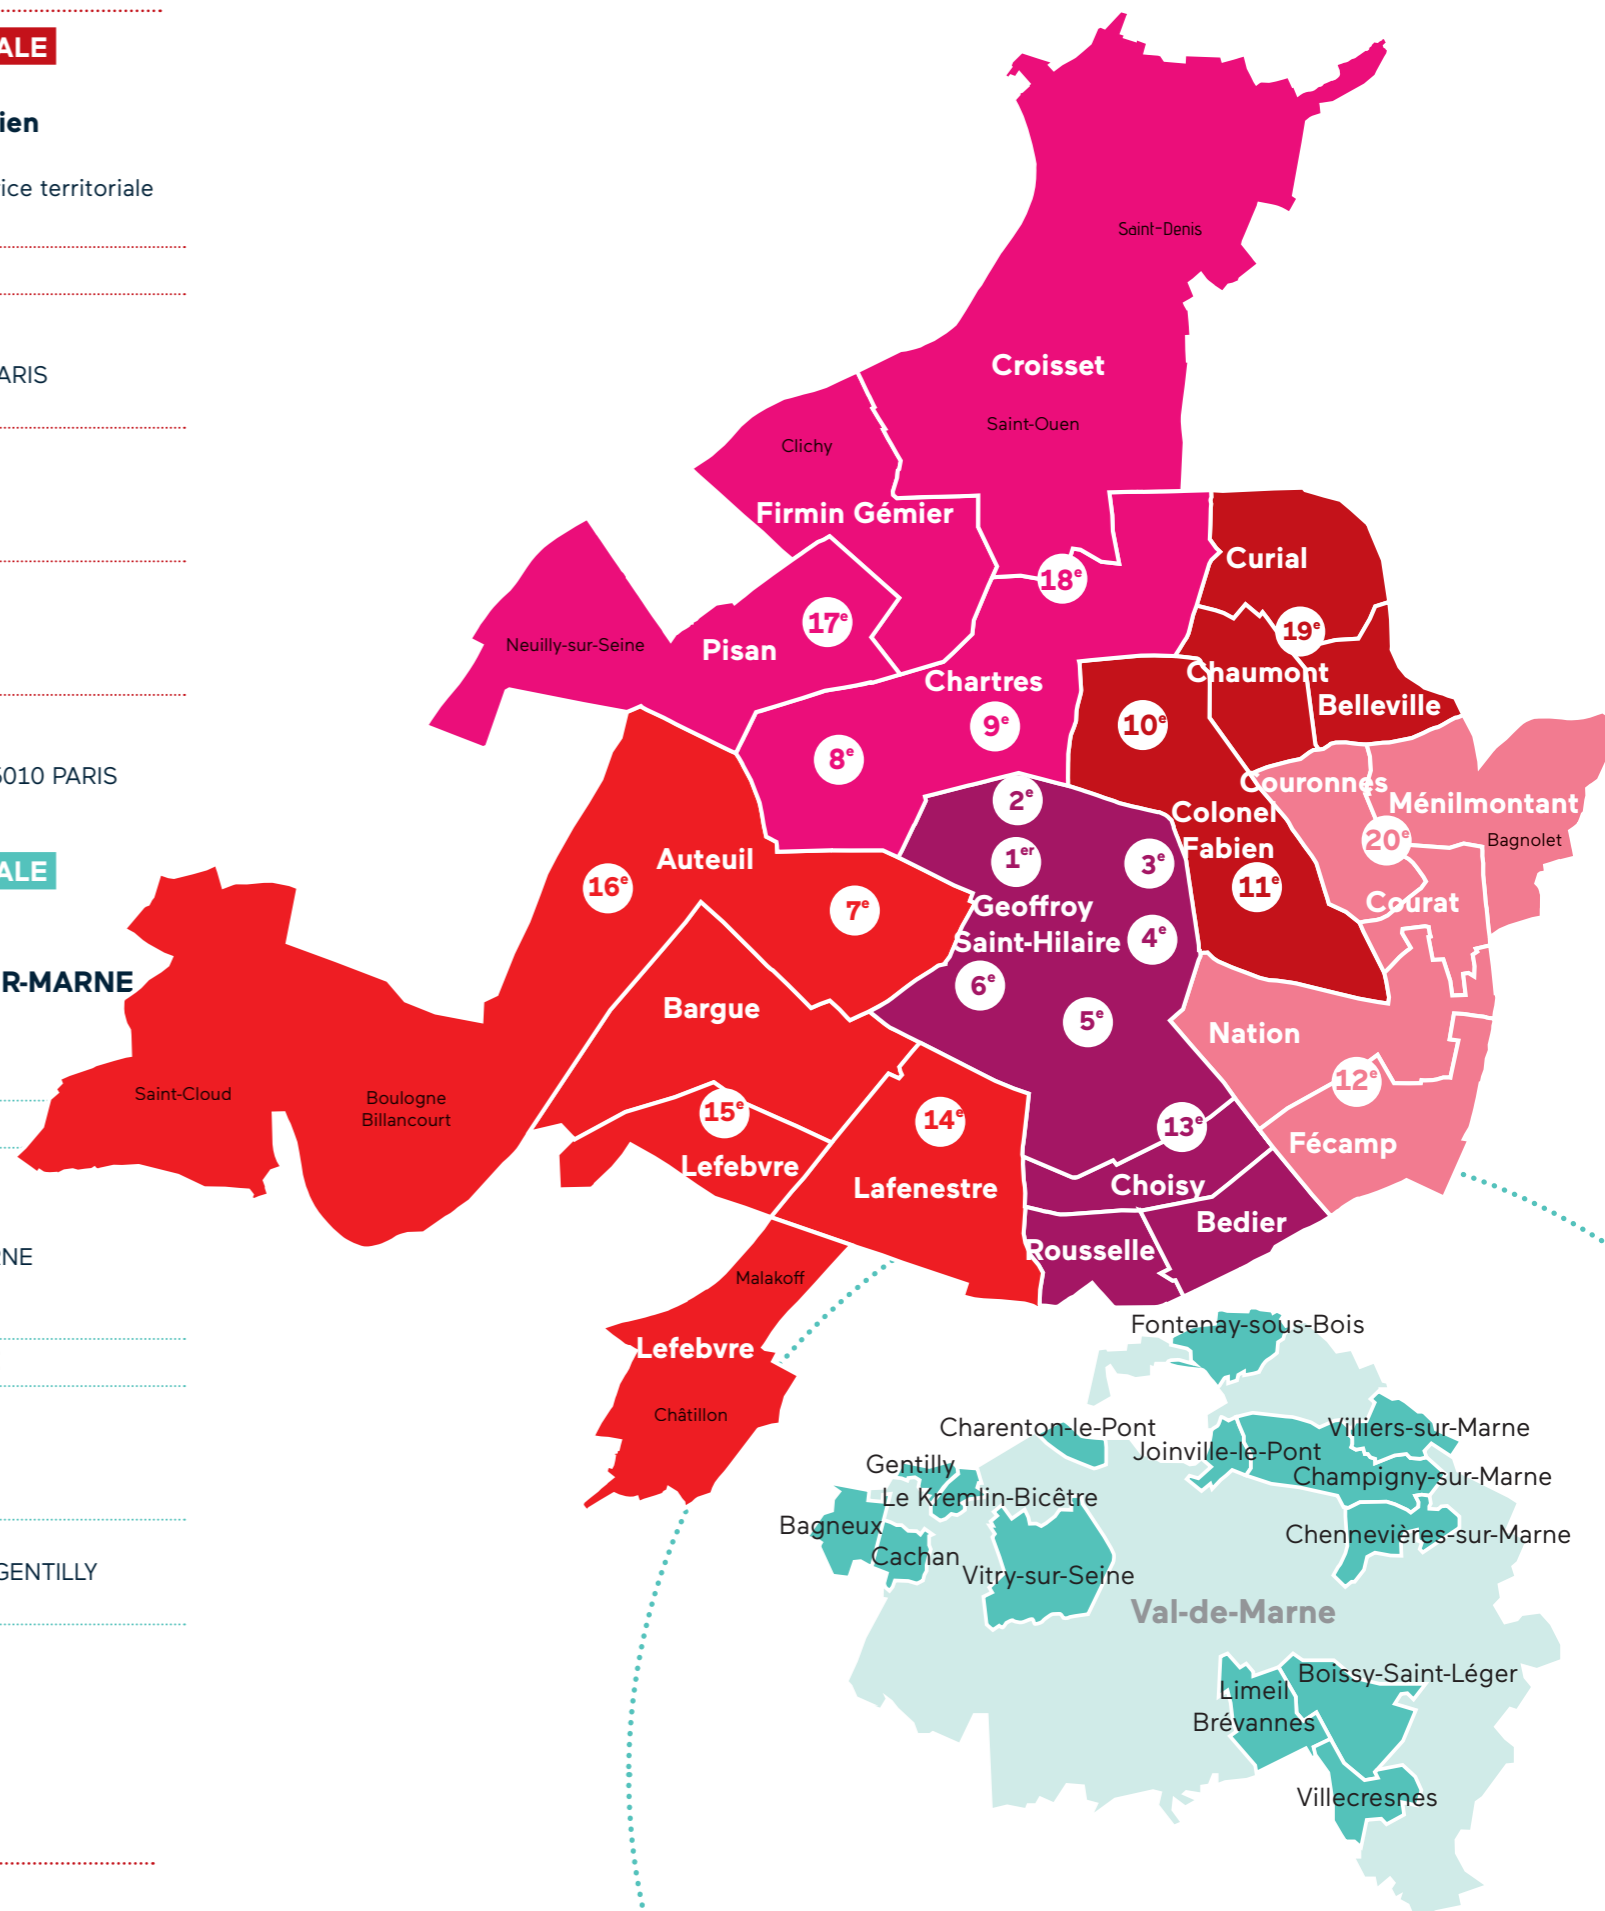 ALE
ien
ice territoriale
ARIS
5010 PARIS
ALE
R-MARNE
RNE
GENTILLY
Saint-Denis
Croisset
Saint-Ouen
Clichy
Firmin Gémier
Curial
18e
17e
19e
Neuilly-sur-Seine
Pisan
Chaumont
Chartres
Belleville
9e
10e
8e
Couronnes
2e
Ménilmontant
Colonel
Fabien
20e
Bagnolet
1er
3e
Auteuil
16e
11e
7e
Courat
Geoffroy
Saint-Hilaire
4e
6e
Bargue
5e
Nation
12e
Saint-Cloud
Boulogne
Billancourt
15e
14e
13e
Fécamp
Lefebvre
Lafenestre
Choisy
Bedier
Rousselle
Malakoff
Lefebvre
Châtillon
Fontenay-sous-Bois
Charenton-le-Pont
Villiers-sur-Marne
Joinville-le-Pont
Gentilly
Champigny-sur-Marne
Le Kremlin-Bicêtre
Bagneux
Chennevières-sur-Marne
Cachan
Vitry-sur-Seine
Val-de-Marne
Boissy-Saint-Léger
Limeil
Brévannes
Villecresnes